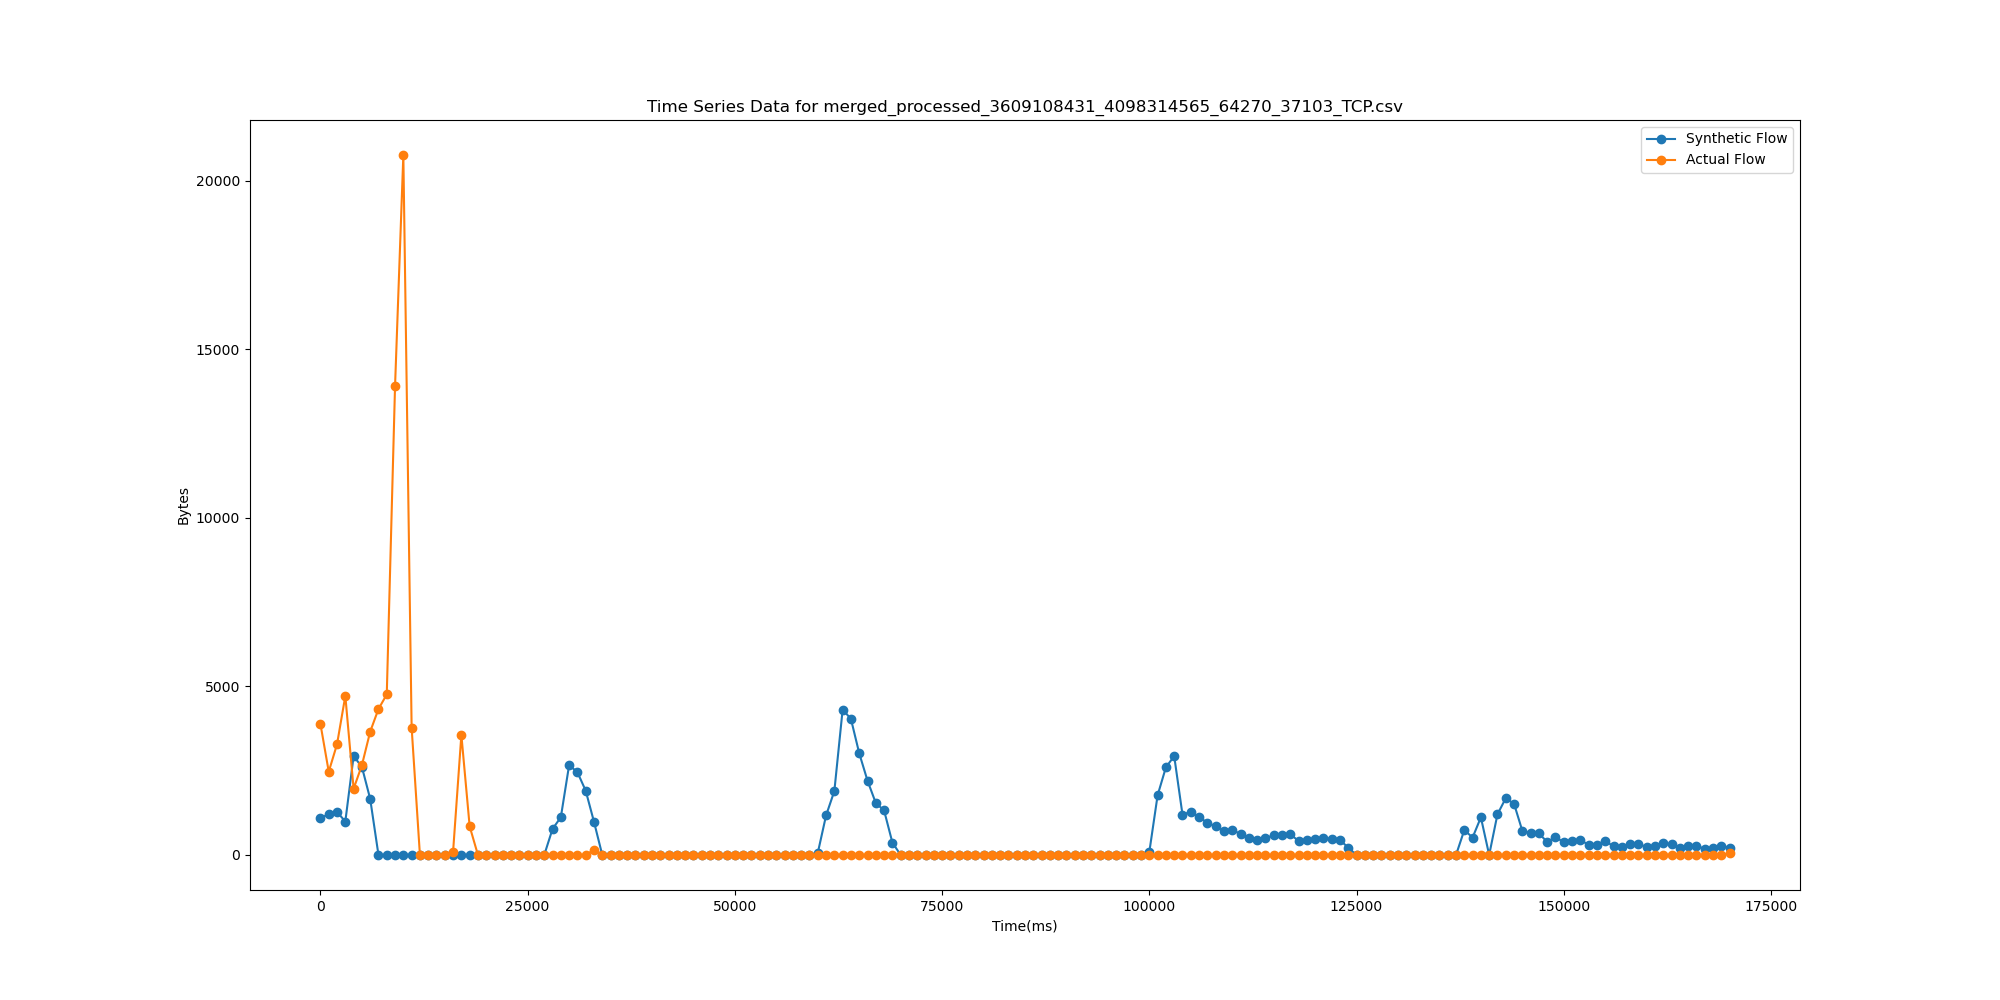 Time Series Data for merged_processed_3609108431_4098314565_64270_37103_TCP.csv
Synthetic Flow
Actual Flow
20000
15000
10000
5000
0
Bytes
0 25000 50000 75000 100000 125000 150000 175000
Time(ms)